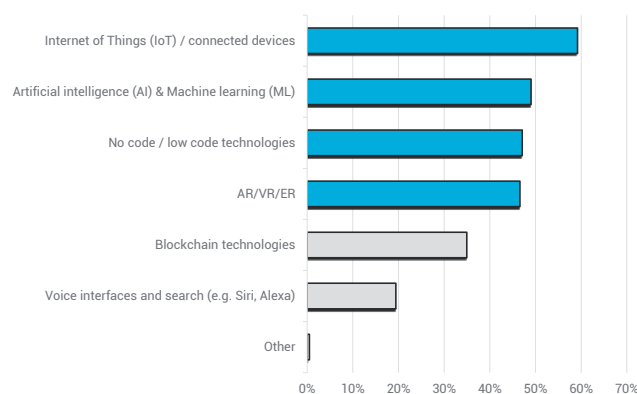 Internet of Things (IoT) / connected devices
Artificial intelligence (AI) & Machine learning (ML)
No code / low code technologies
AR/VR/ER
Blockchain technologies
Voice interfaces and search (e.g. Siri, Alexa)
Other
0% 10% 20% 30% 40% 50% 60% 70%